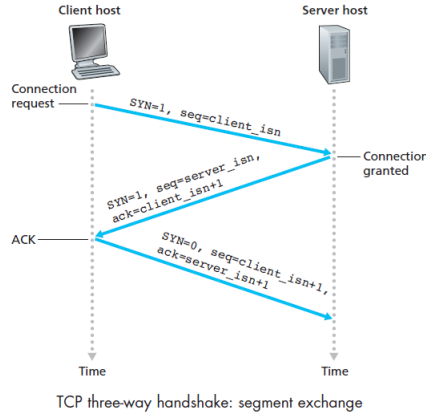 Client host
Server host
Connection
request
SYN=1, seq=client_isn
Connection
granted
SYN=1, seq=server_isn,
ack=client_isn+1
ACK
SYN=0, seq=client_isn+1,
ack=server_isn+1
Time
Time
TCP three-way handshake: segment exchange